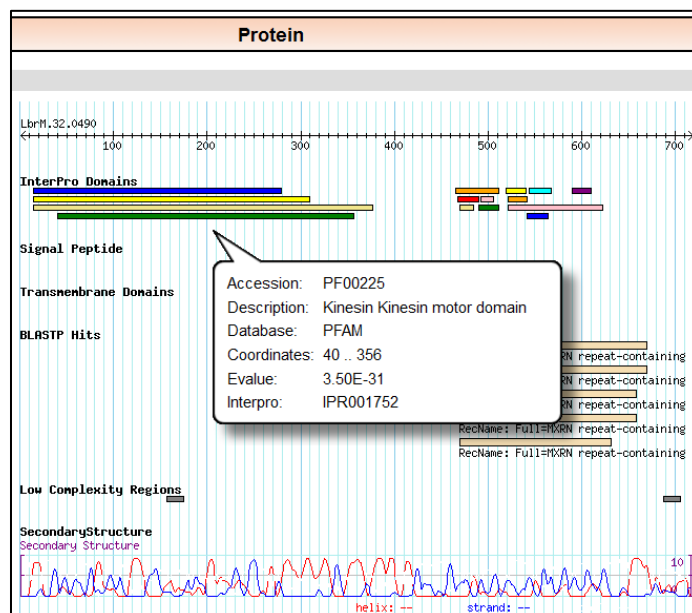 Protein
LbrM.32.0490
100 200 300 400 500 600 700
InterPro Domains
Signal Peptide
Transmembrane Domains
BLASTP Hits
Accession: PF00225
Description: Kinesin Kinesin motor domain
Database: PFAM
Coordinates: 40 .. 356
Evalue: 3.50E-31
Interpro: IPR001752
RN repeat-containing
RN repeat-containing
RN repeat-containing
RecName: Full=MXRN repeat-containing
RecName: Full=MXRN repeat-containing
Low Complexity Regions
SecondaryStructure
Secondary Structure
10
helix: -- strand: --